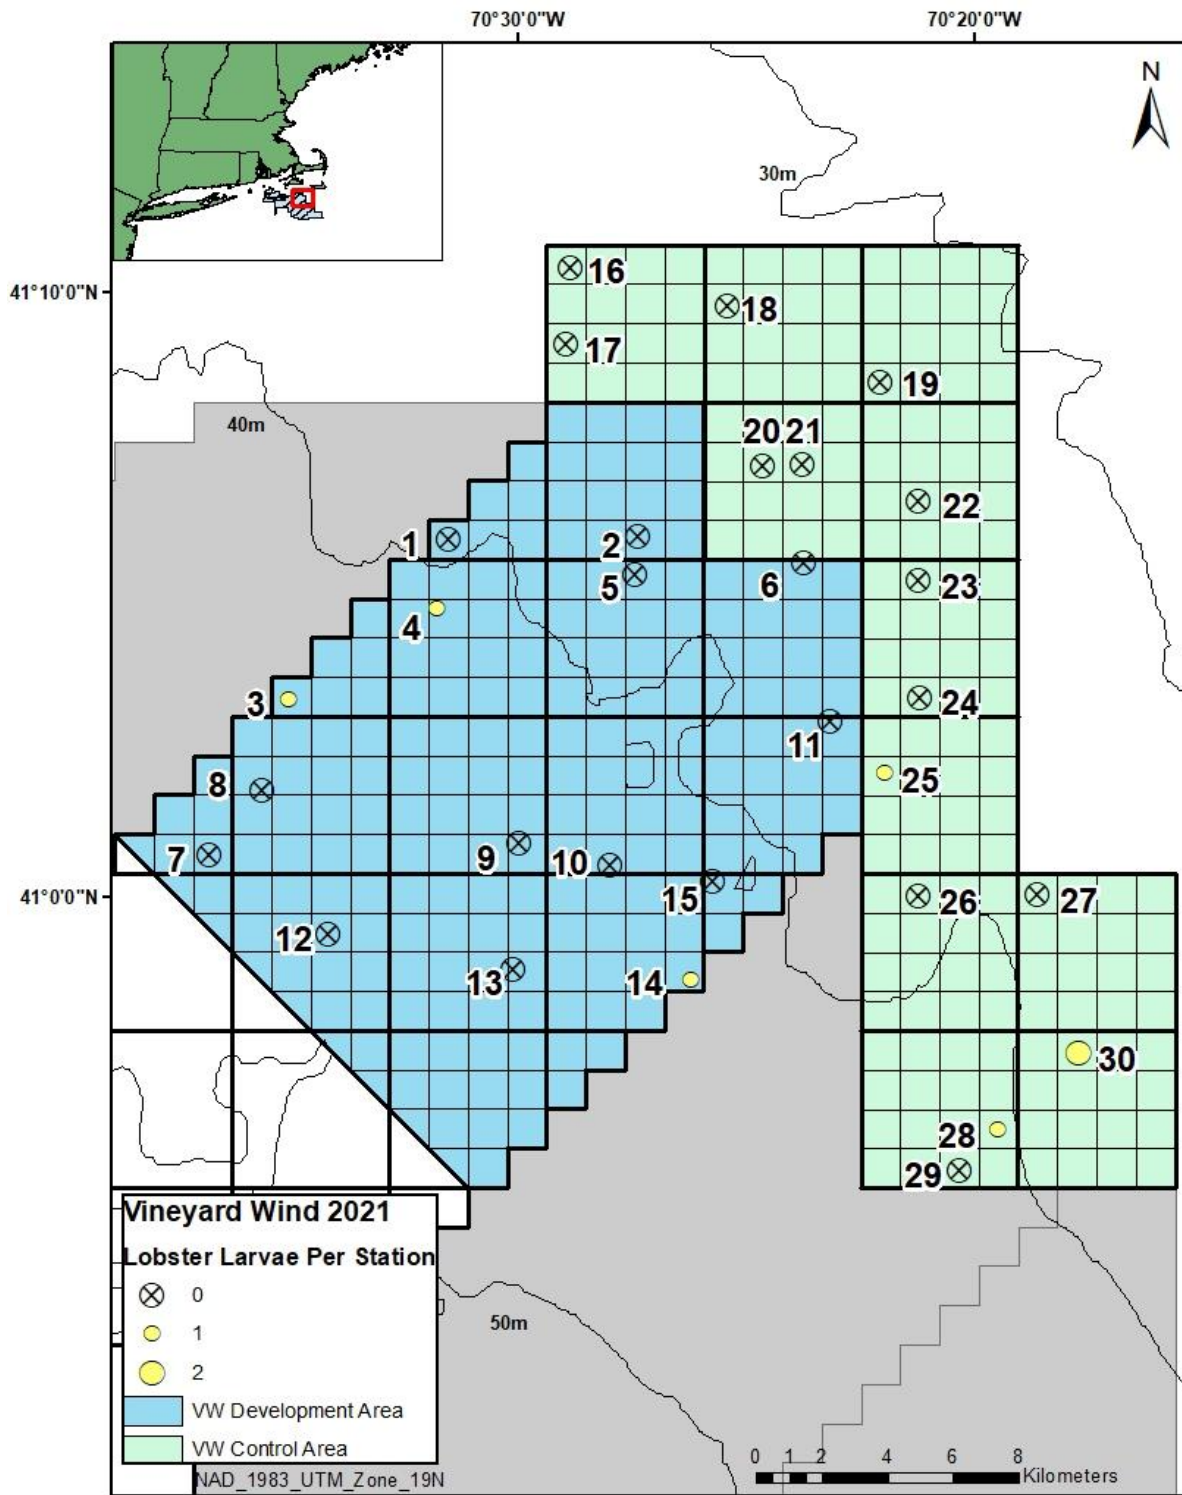 70°30'0"W
70°20'0"W
N
30m
41°10'0"N
16
18
17
19
40m
20 21
22
1
2
5
6
23
4
3
24
11
25
8
7
9
10
15
26
27
41°0'0"N
12
13
14
30
28
29
Vineyard Wind 2021
Lobster Larvae Per Station
0
1
2
VW Development Area
VW Control Area
NAD_1983_UTM_Zone_19N
50m
0 1 2 4 6 8
Kilometers